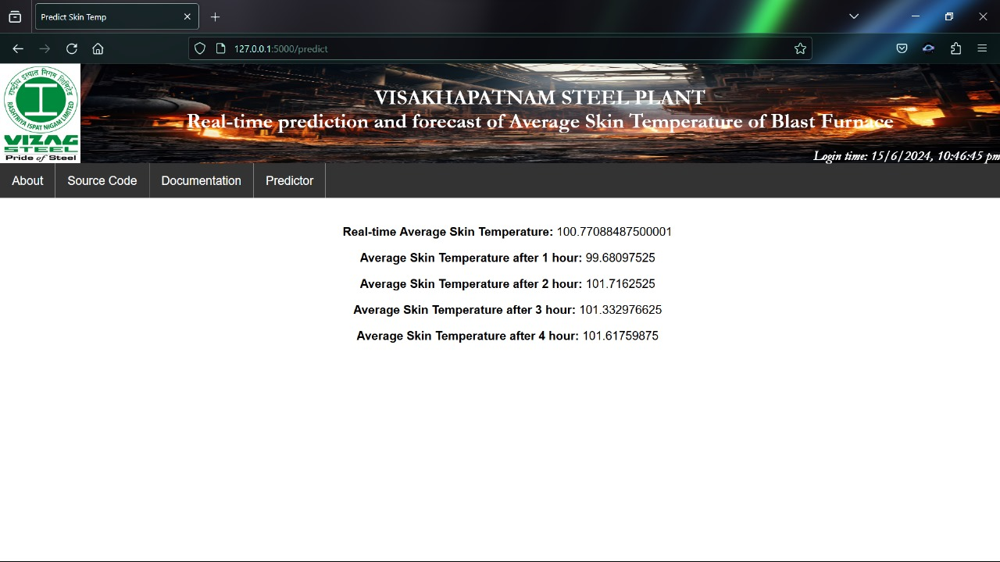 Predict Skin Temp
127.0.0.1:5000/predict
राष्ट्रीय इस्पात निगम लिमिटेड
RASHTRIYA ISPAT NIGAM LIMITED
VIZAG
STEEL
Pride of Steel
VISAKHAPATNAM STEEL PLANT
Real-time prediction and forecast of Average Skin Temperature of Blast Furnace
Login time: 15/6/2024, 10:46:45 pm
About Source Code Documentation Predictor
Real-time Average Skin Temperature: 100.77088487500001
Average Skin Temperature after 1 hour: 99.68097525
Average Skin Temperature after 2 hour: 101.7162525
Average Skin Temperature after 3 hour: 101.332976625
Average Skin Temperature after 4 hour: 101.61759875